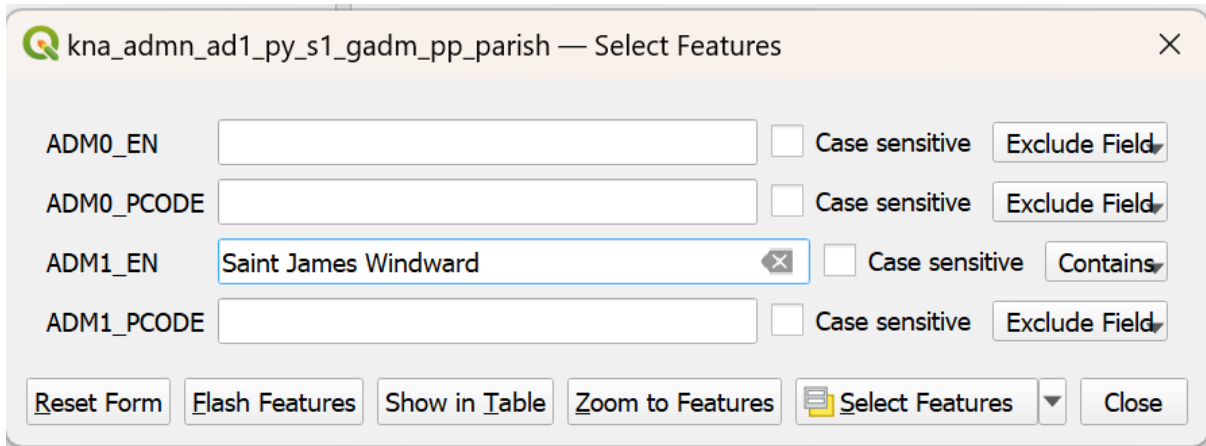 kna_admn_ad1_py_s1_gadm_pp_parish — Select Features
ADM0_EN Case sensitive Exclude Field
ADM0_PCODE Case sensitive Exclude Field
ADM1_EN Saint James Windward Case sensitive Contains
ADM1_PCODE Case sensitive Exclude Field
Reset Form Flash Features Show in Table Zoom to Features Select Features Close